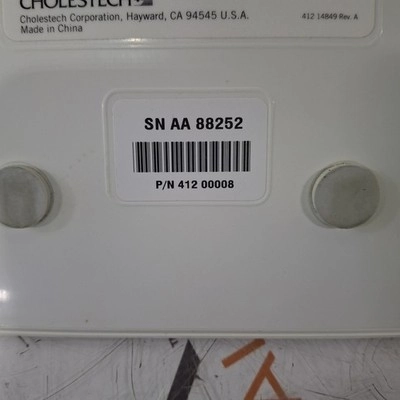 CHOLESTECH
Cholestech Corporation, Hayward, CA 94545 U.S.A.
412 14849 Rev. A
Made in China
SN AA 88252
P/N 412 00008